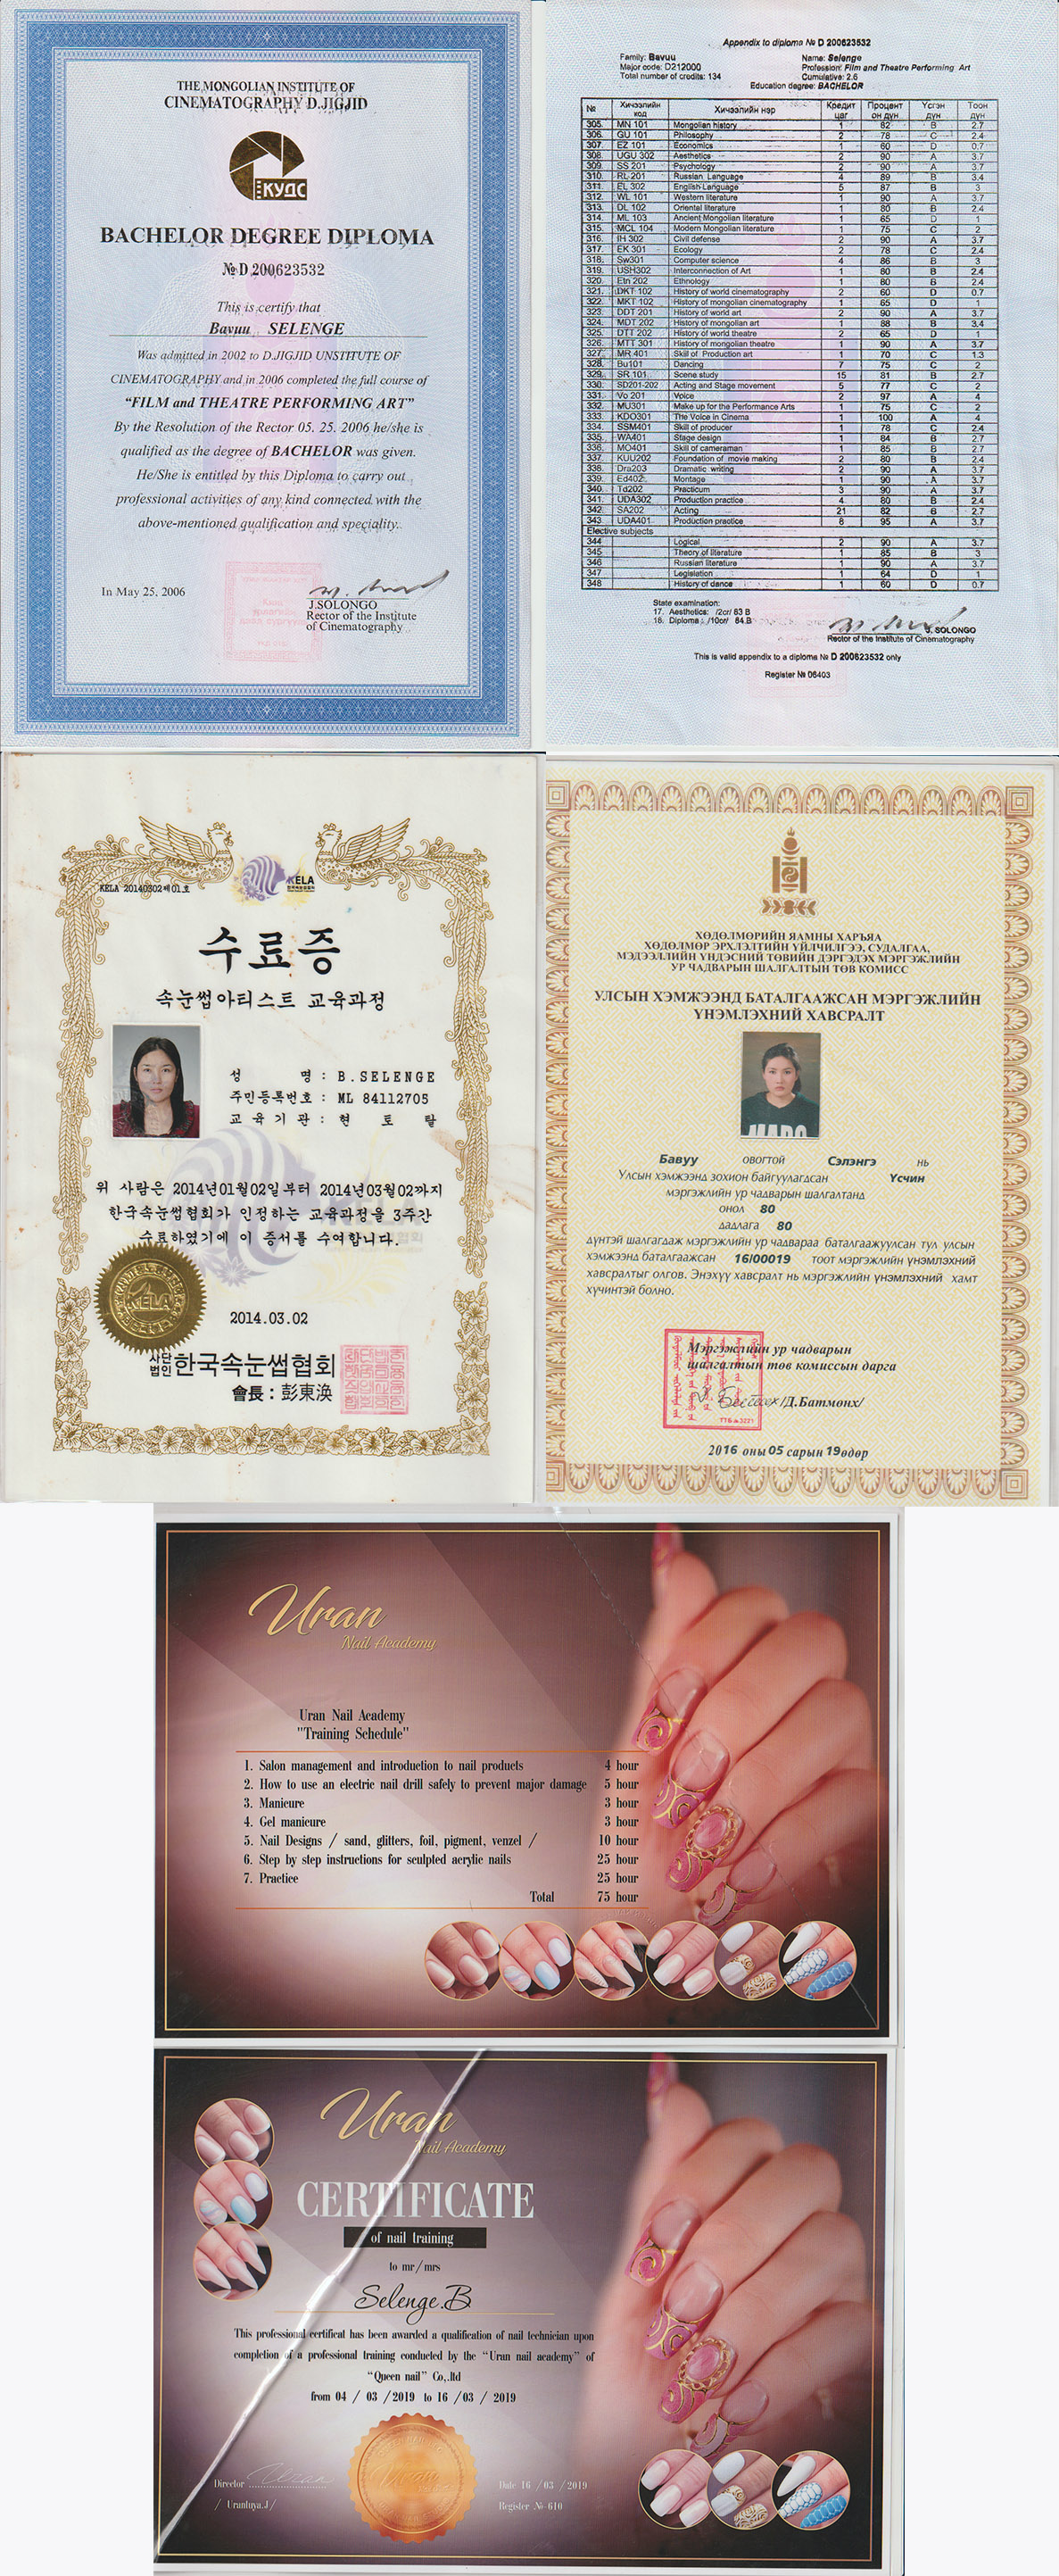 THE MONGOLIAN INSTITUTE OF
CINEMATOGRAPHY D.JIGJID
КУДС
BACHELOR DEGREE DIPLOMA
№ D 200623532
This is certify that
Bavuu SELENGE
Was admitted in 2002 to D.JIGJID UNSTITUTE OF
CINEMATOGRAPHY and in 2006 completed the full course of
"FILM and THEATRE PERFORMING ART"
By the Resolution of the Rector 05. 25. 2006 he/she is
qualified as the degree of BACHELOR was given.
He/She is entitled by this Diploma to carry out
professional activities of any kind connected with the
above-mentioned qualification and speciality.
In May 25, 2006
J.SOLONGO
Rector of the Institute
of Cinematography
Appendix to diploma № D 200623532
Family: Bavuu Name: Selenge
Major code: D212000 Profession: Film and Theatre Performing Art
Total number of credits: 134 Cumulative: 2.6
Education degree: BACHELOR
№ Хичээлийн код Хичээлийн нэр Кредит цаг Процент он дүн Үсгэн дүн Тоон дүн
305. MN 101 Mongolian history 1 82 B 2.7
306. GU 101 Philosophy 2 78 C 2.4
307. EZ 101 Economics 1 60 D 0.7
308. UGU 302 Aesthetics 2 90 A 3.7
309. SS 201 Psychology 2 90 A 3.7
310. RL 201 Russian Language 4 89 B 3.4
311. EL 302 English Language 5 87 B 3
312. WL 101 Western literature 1 90 A 3.7
313. DL 102 Oriental literature 1 80 B 2.4
314. ML 103 Ancient Mongolian literature 1 65 D 1
315. MCL 104 Modern Mongolian literature 1 75 C 2
316. IH 302 Civil defense 2 90 A 3.7
317. EK 301 Ecology 2 78 C 2.4
318. Sw301 Computer science 4 86 B 3
319. USH302 Interconnection of Art 1 80 B 2.4
320. Etn 202 Ethnology 1 80 B 2.4
321. DKT 102 History of world cinematography 2 60 D 0.7
322. MKT 102 History of mongolian cinematography 1 65 D 1
323. DDT 201 History of world art 2 90 A 3.7
324. MDT 202 History of mongolian art 1 88 B 3.4
325. DTT 202 History of world theatre 2 65 D 1
326. MTT 301 History of mongolian theatre 1 90 A 3.7
327. MR 401 Skill of Production art 1 70 C 1.3
328. Bu101 Dancing 7 75 C 2
329. SR 101 Scene study 15 81 B 2.7
330. SD201-202 Acting and Stage movement 5 77 C 2
331. Vo 201 Voice 2 97 A 4
332. MU301 Make up for the Performance Arts 1 75 C 2
333. KDO301 The Voice in Cinema 1 100 A 4
334. SSM401 Skill of producer 1 78 C 2.4
335. WA401 Stage design 1 84 B 2.7
336. MO401 Skill of cameraman 1 85 B 2.7
337. KUU202 Foundation of movie making 2 80 B 2.4
338. Dra203 Dramatic writing 2 90 A 3.7
339. Ed402 Montage 1 90 A 3.7
340. Td202 Practicum 3 90 A 3.7
341. UDA302 Production practice 4 80 B 2.4
342. SA202 Acting 21 82 B 2.7
343. UDA401 Production practice 8 95 A 3.7
Elective subjects
344 Logical 2 90 A 3.7
345 Theory of literature 1 85 B 3
346 Russian literature 1 90 A 3.7
347 Legislation 1 64 D 1
348 History of dance 1 60 D 0.7
State examination:
17. Aesthetics: /2cr/ 83 B
18. Diploma: /10cr/ 84.B
J. SOLONGO
Rector of the Institute of Cinematography
This is valid appendix to a diploma № D 200623532 only
Register № 06403
KELA 20140302제01호
KELA
수료증
속눈썹아티스트 교육과정
성 명 : B.SELENGE
주민등록번호 : ML 84112705
교육기관 : 현 토 탈
위 사람은 2014년01월02일부터 2014년03월02까지
한국속눈썹협회가 인정하는 교육과정을 3주간
수료하였기에 이 증서를 수여합니다.
KELA
2014.03.02
사단법인 한국속눈썹협회
會長 : 彭東渙
ХӨДӨЛМӨРИЙН ЯАМНЫ ХАРЪЯА
ХӨДӨЛМӨР ЭРХЛЭЛТИЙН ҮЙЛЧИЛГЭЭ, СУДАЛГАА,
МЭДЭЭЛЛИЙН ҮНДЭСНИЙ ТӨВИЙН ДЭРГЭДЭХ МЭРГЭЖЛИЙН
УР ЧАДВАРЫН ШАЛГАЛТЫН ТӨВ КОМИСС
УЛСЫН ХЭМЖЭЭНД БАТАЛГААЖСАН МЭРГЭЖЛИЙН
ҮНЭМЛЭХНИЙ ХАВСРАЛТ
Бавуу овогтой Сэлэнгэ нь
Улсын хэмжээнд зохион байгуулагдсан Үсчин
мэргэжлийн ур чадварын шалгалтанд
онол 80
дадлага 80
дүнтэй шалгагдаж мэргэжлийн ур чадвараа баталгаажуулсан тул улсын
хэмжээнд баталгаажсан 16/00019 тоот мэргэжлийн үнэмлэхний
хавсралтыг олгов. Энэхүү хавсралт нь мэргэжлийн үнэмлэхний хамт
хүчинтэй болно.
Мэргэжлийн ур чадварын
шалгалтын төв комиссын дарга
/Д.Батмөнх/
2016 оны 05 сарын 19 өдөр
Uran
Nail Academy
Uran Nail Academy
"Training Schedule"
1. Salon management and introduction to nail products 4 hour
2. How to use an electric nail drill safely to prevent major damage 5 hour
3. Manicure 3 hour
4. Gel manicure 3 hour
5. Nail Designs / sand, glitters, foil, pigment, venzel / 10 hour
6. Step by step instructions for sculpted acrylic nails 25 hour
7. Practice 25 hour
Total 75 hour
Uran
Nail Academy
CERTIFICATE
of nail training
to mr/mrs
Selenge.B
This professional certificat has been awarded a qualification of nail technician upon
completion of a professional training conducted by the "Uran nail academy" of
"Queen nail" Co,.ltd
from 04 / 03 /2019 to 16 /03 / 2019
Director Uran
/ Urantuya.J/
Date 16 /03 /2019
Register № 610